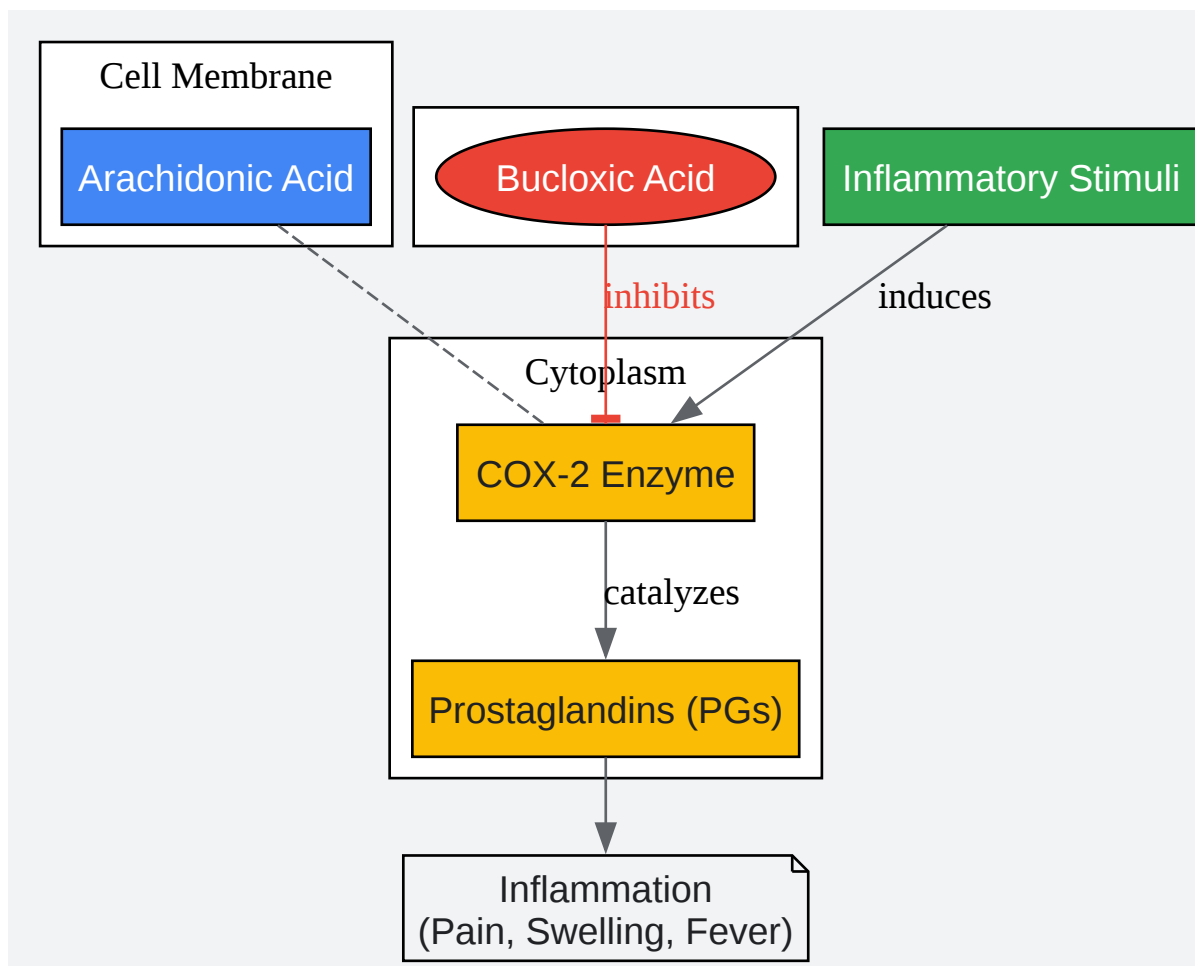 Cell Membrane
Arachidonic Acid
Bucloxic Acid
Inflammatory Stimuli
inhibits
induces
Cytoplasm
COX-2 Enzyme
catalyzes
Prostaglandins (PGs)
Inflammation
(Pain, Swelling, Fever)